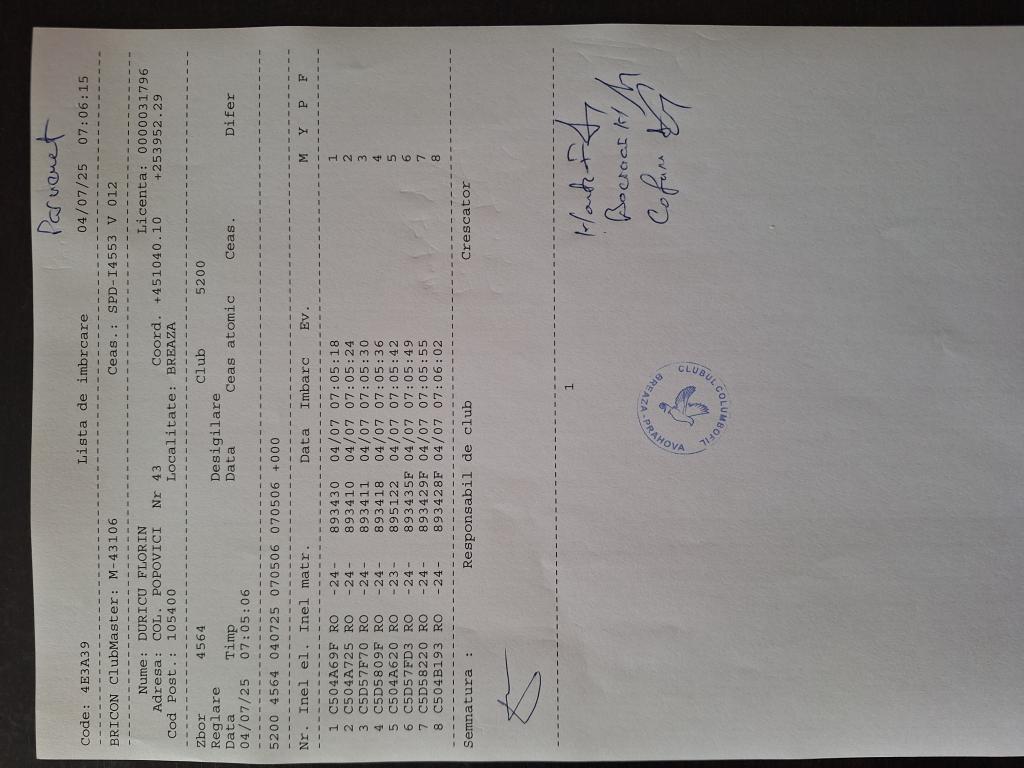 Parvanet
Code: 4E3A39 Lista de imbrcare 04/07/25 07:06:15
BRICON ClubMaster: M-43106 Ceas.: SPD-I4553 V 012
Nume: DURICU FLORIN Licenta: 0000031796
Adresa: COL. POPOVICI Nr 43 Coord. +451040.10 +253952.29
Cod Post.: 105400 Localitate: BREAZA
Zbor 4564 Club 5200
Reglare Desigilare
Data Timp Data Ceas atomic Ceas. Difer
04/07/25 07:05:06
5200 4564 040725 070506 070506 +000
Nr Inel el. Inel matr. Data Imbarc Ev. M Y P F
1 C504A69F RO -24- 893430 04/07 07:05:18 1
2 C504A725 RO -24- 893410 04/07 07:05:24 2
3 C5D57F70 RO -24- 893411 04/07 07:05:30 3
4 C5D5809F RO -24- 893418 04/07 07:05:36 4
5 C504A620 RO -23- 895122 04/07 07:05:42 5
6 C5D57FD3 RO -24- 893435F 04/07 07:05:49 6
7 C5D58220 RO -24- 893429F 04/07 07:05:55 7
8 C504B193 RO -24- 893428F 04/07 07:06:02 8
Semnatura : Responsabil de club Crescator
1
CLUBUL COLUMBOFIL
BREAZA-PRAHOVA